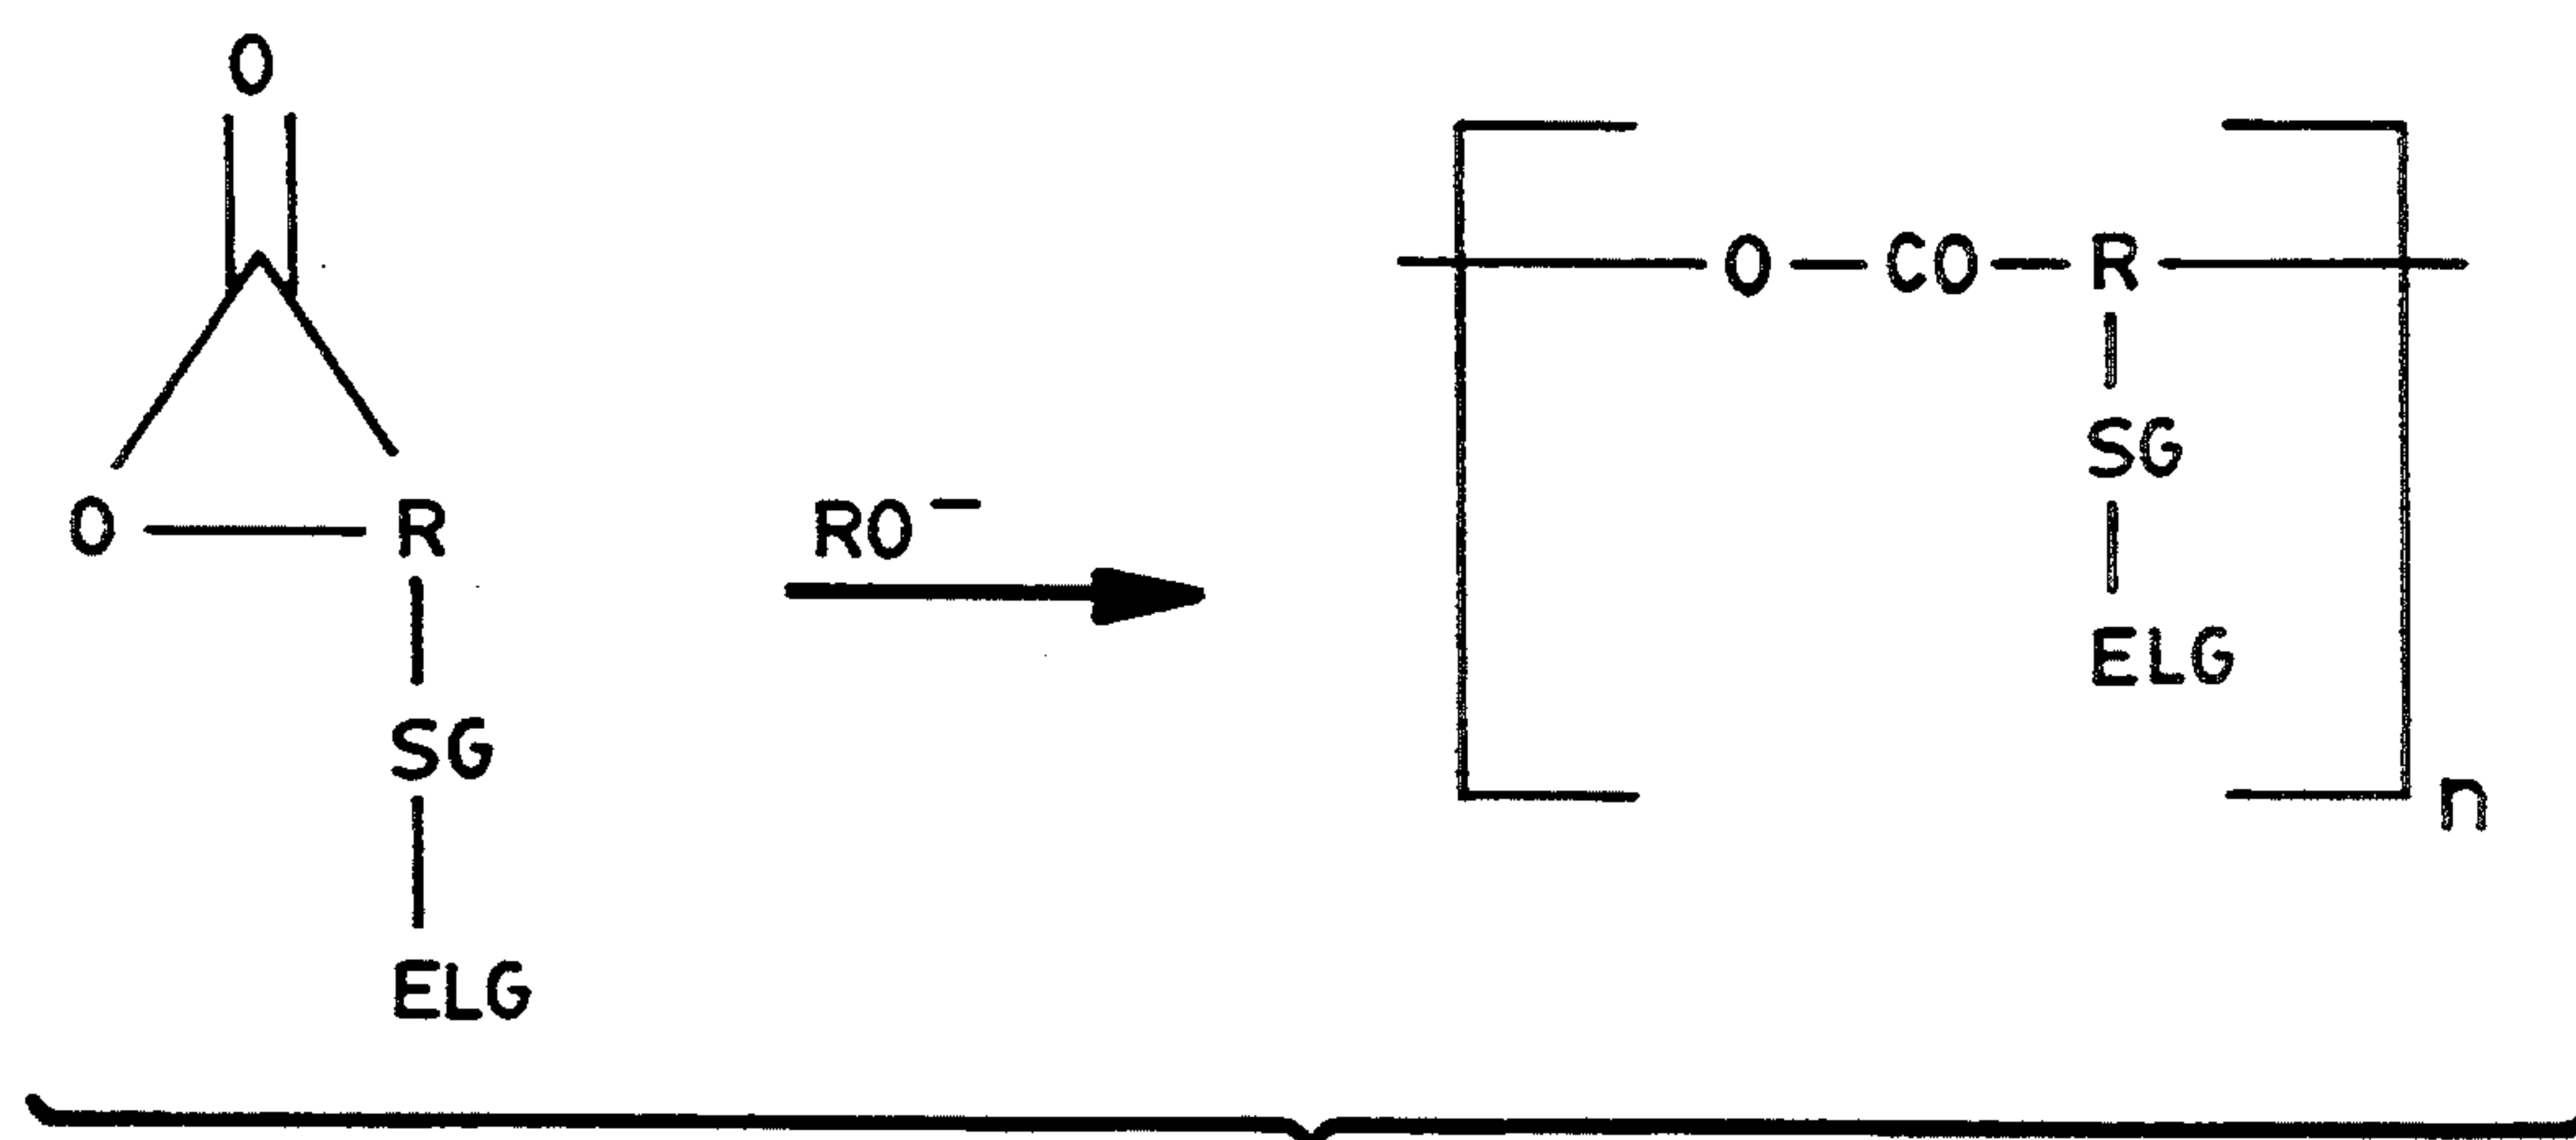 O
O R
SG
ELG
RO⁻
O — CO — R
SG
ELG
n